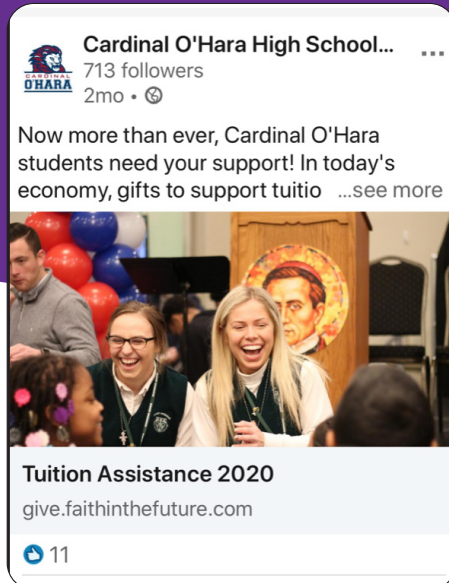 Cardinal O'Hara High School...
713 followers
CARDINAL
O'HARA
2mo •
Now more than ever, Cardinal O'Hara
students need your support! In today's
economy, gifts to support tuitio ...see more
Tuition Assistance 2020
give.faithinthefuture.com
11